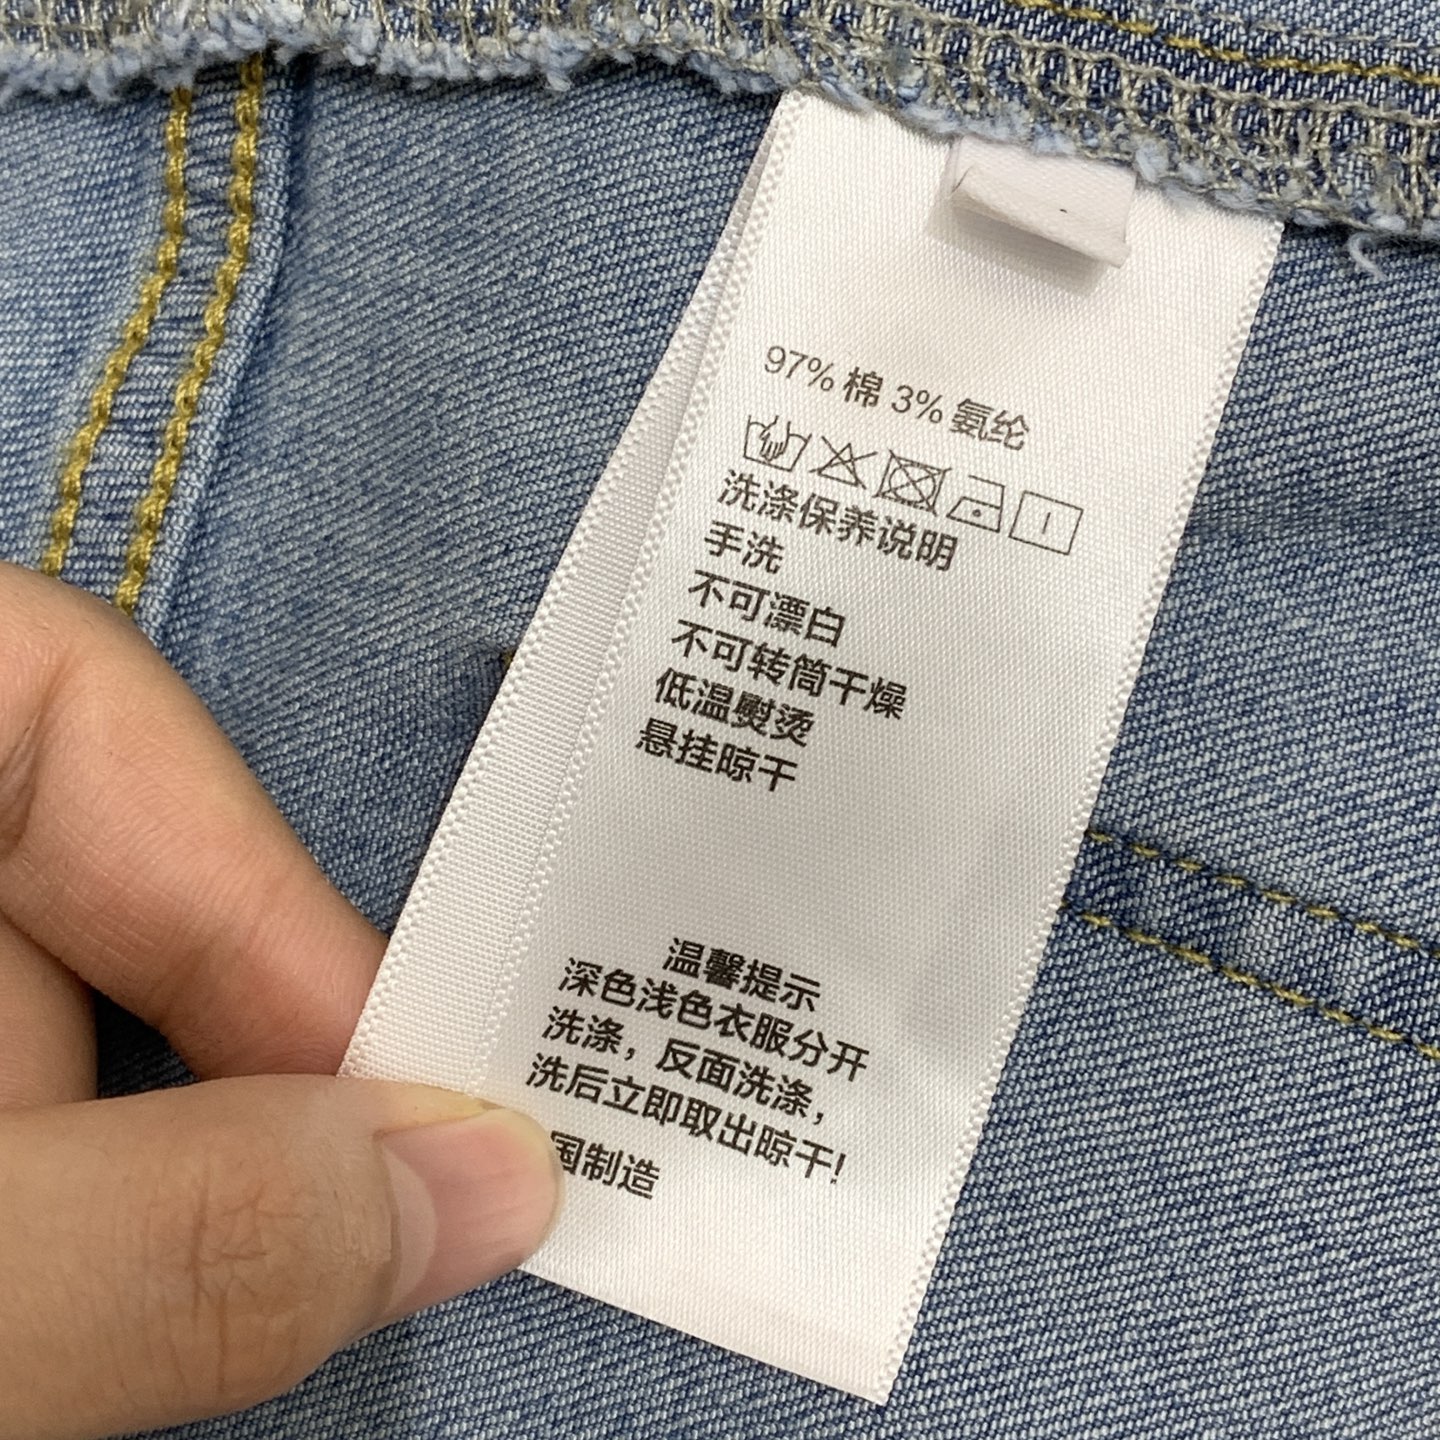 97% 棉 3% 氨纶
洗涤保养说明
手洗
不可漂白
不可转筒干燥
低温熨烫
悬挂晾干
温馨提示
深色浅色衣服分开
洗涤，反面洗涤，
洗后立即取出晾干！
国制造